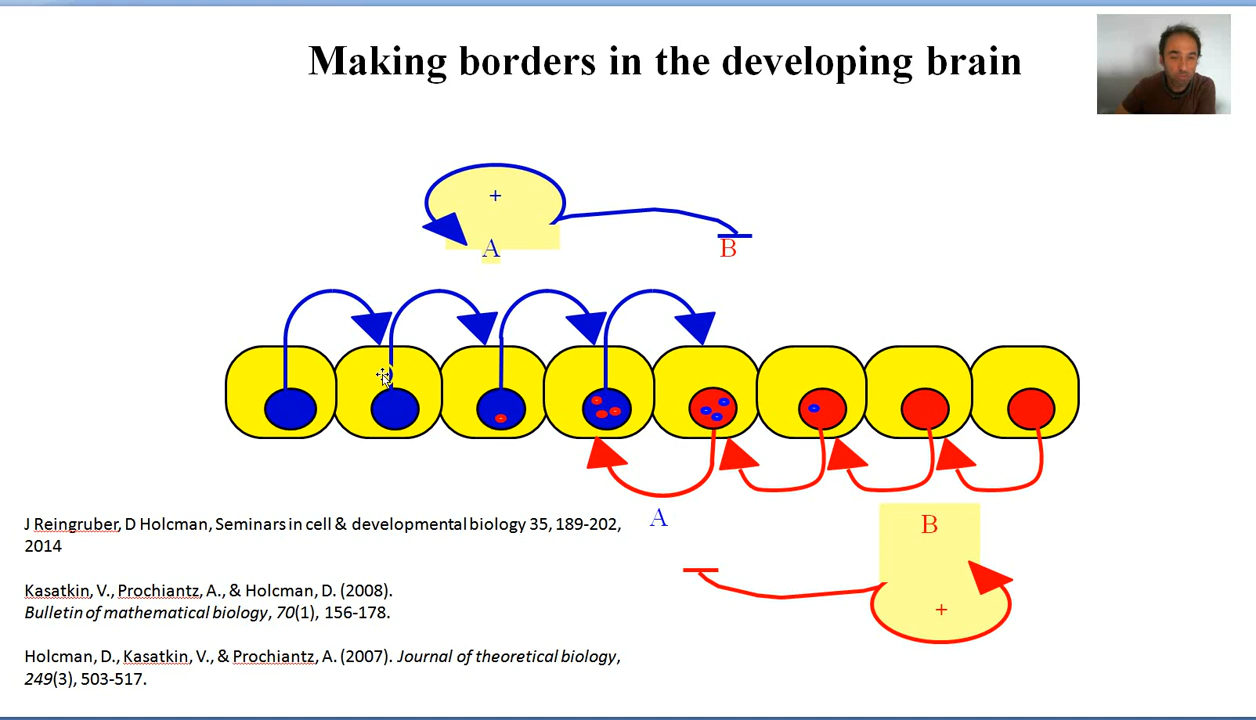 Making borders in the developing brain
+
A
B
J Reingruber, D Holcman, Seminars in cell & developmental biology 35, 189-202,
2014
A
B
Kasatkin, V., Prochiantz, A., & Holcman, D. (2008).
Bulletin of mathematical biology, 70(1), 156-178.
+
Holcman, D., Kasatkin, V., & Prochiantz, A. (2007). Journal of theoretical biology,
249(3), 503-517.